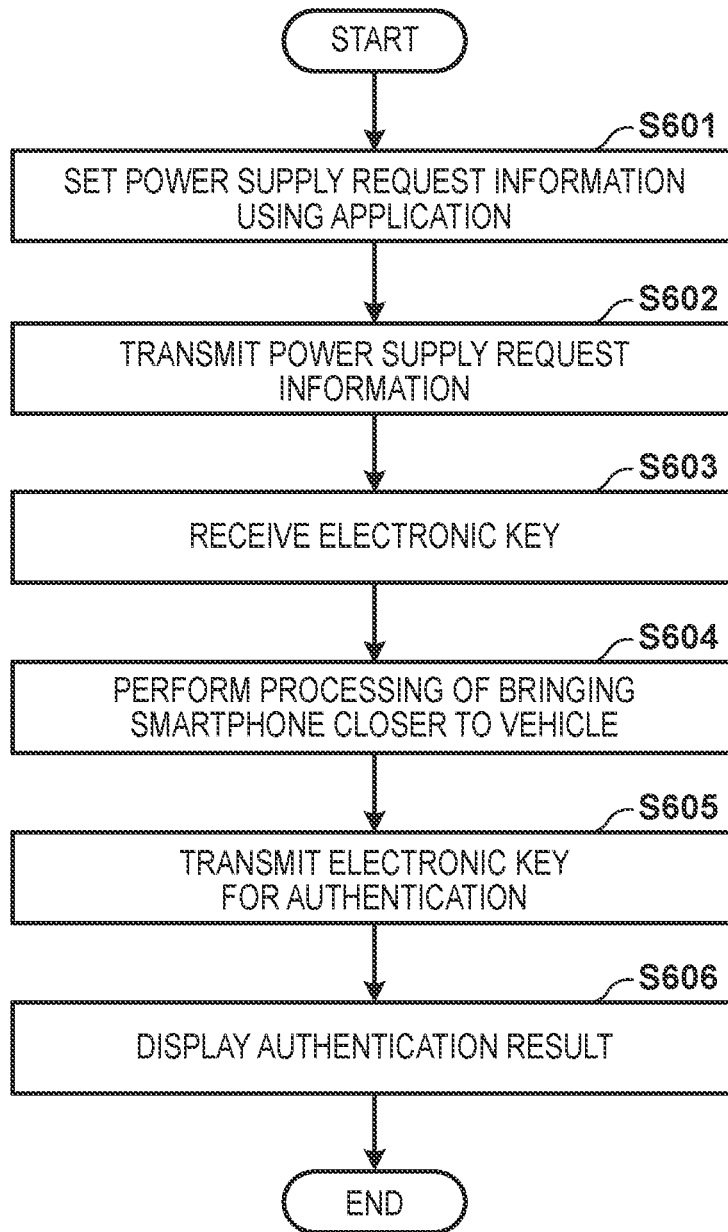 START
S601
SET POWER SUPPLY REQUEST INFORMATION
USING APPLICATION
S602
TRANSMIT POWER SUPPLY REQUEST
INFORMATION
S603
RECEIVE ELECTRONIC KEY
S604
PERFORM PROCESSING OF BRINGING
SMARTPHONE CLOSER TO VEHICLE
S605
TRANSMIT ELECTRONIC KEY
FOR AUTHENTICATION
S606
DISPLAY AUTHENTICATION RESULT
END